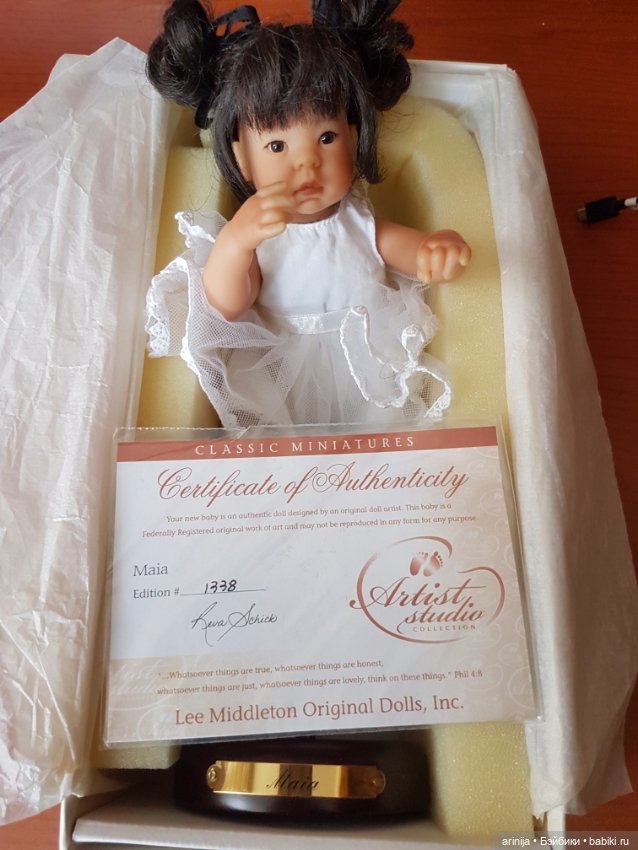 CLASSIC MINIATURES
Certificate of Authenticity
Your new baby is an authentic doll designed by an original doll artist. This baby is
Federally Registered original work of art and may not be reproduced in any form for any purpose
Maia
Edition # 1338
Reva Schick
Artist
studio
COLLECTION
"...Whatsoever things are true, whatsoever things are honest,
whatsoever things are just, whatsoever things are lovely, think on these things." Phil 4:8
Lee Middleton Original Dolls, Inc.
Maia
arinija • Бэйбики • babiki.ru